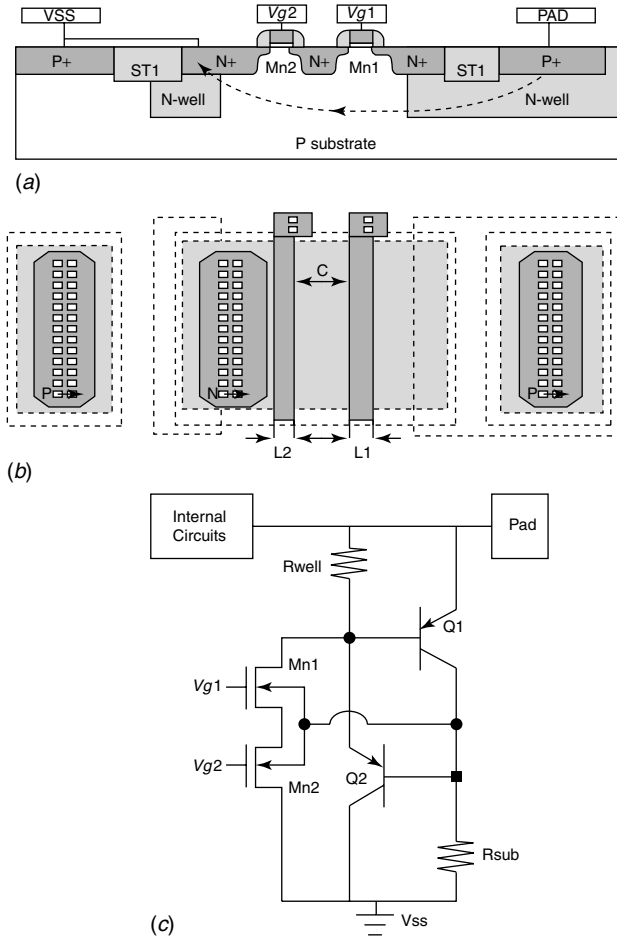 VSS Vg2 Vg1 PAD
P+ ST1 N+ Mn2 N+ Mn1 N+ ST1 P+
N-well N-well
P substrate
(a)
C
P N P
L2 L1
(b)
Internal
Circuits
Pad
Rwell
Q1
Mn1
Vg1
Vg2
Mn2
Q2
Rsub
Vss
(c)